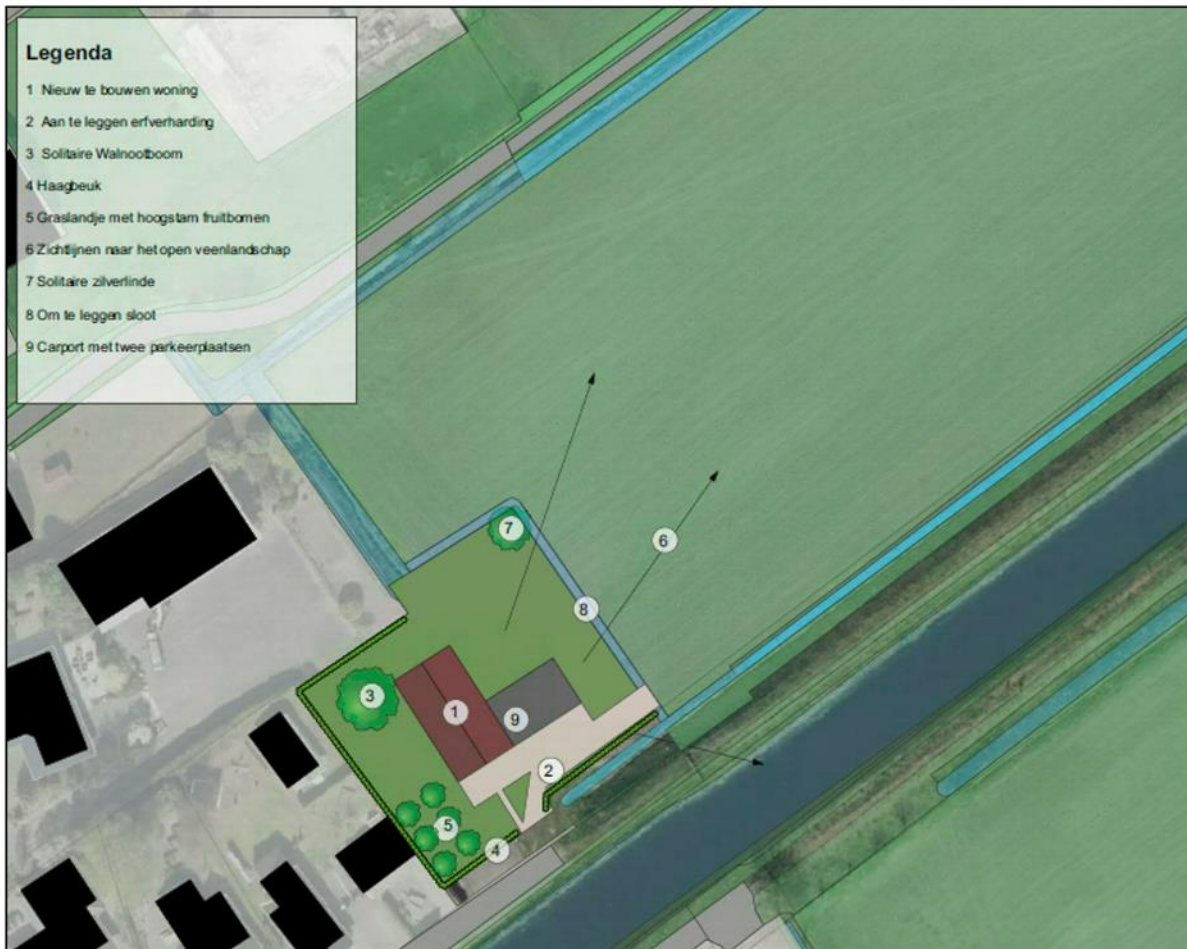 Legenda
1 Nieuw te bouwen woning
2 Aan te leggen erfverharding
3 Solitaire Walnootboom
4 Haagbeuk
5 Graslandje met hoogstam fruitbomen
6 Zichtlijnen naar het open veenlandschap
7 Solitaire zilverlinde
8 Om te leggen sloot
9 Carport met twee parkeerplaatsen
7
6
8
3
1
9
2
5
4